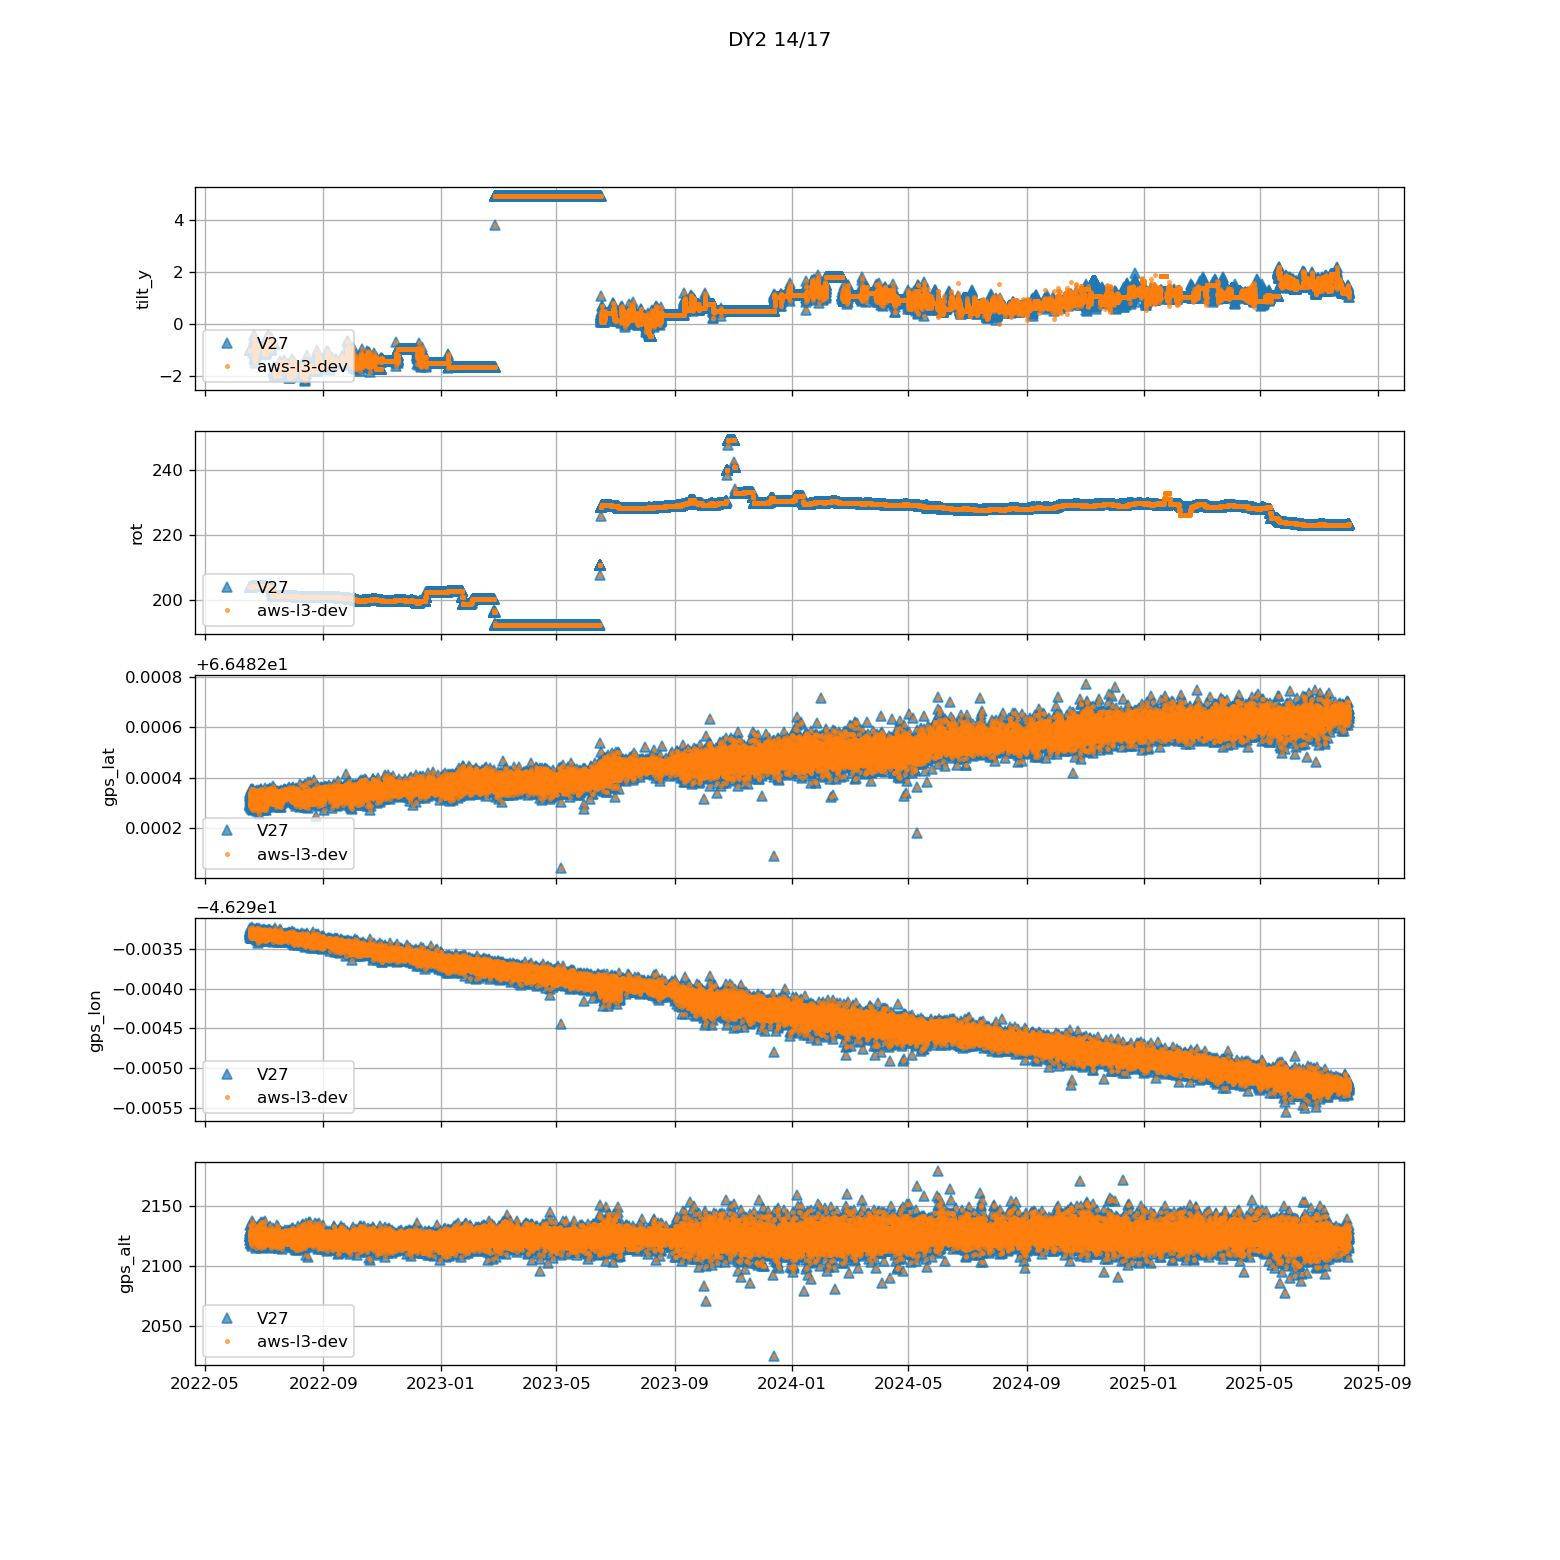 DY2 14/17
4
2
0
−2
tilt_y
V27
aws-l3-dev
240
220
200
rot
V27
aws-l3-dev
+6.6482e1
0.0008
0.0006
0.0004
0.0002
gps_lat
V27
aws-l3-dev
−4.629e1
−0.0035
−0.0040
−0.0045
−0.0050
−0.0055
gps_lon
V27
aws-l3-dev
2150
2100
2050
gps_alt
V27
aws-l3-dev
2022-05 2022-09 2023-01 2023-05 2023-09 2024-01 2024-05 2024-09 2025-01 2025-05 2025-09